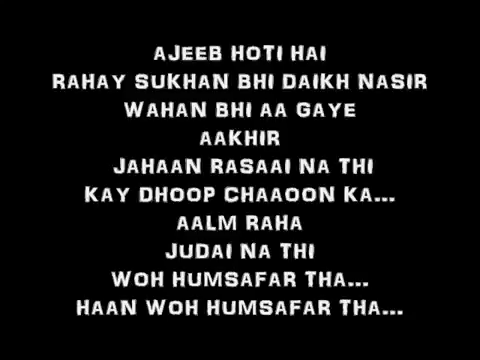 AJEEB HOTI HAI
RAHAY SUKHAN BHI DAIKH NASIR
WAHAN BHI AA GAYE
AAKHIR
JAHAAN RASAAI NA THI
KAY DHOOP CHAAOON KA...
AALM RAHA
JUDAI NA THI
WOH HUMSAFAR THA...
HAAN WOH HUMSAFAR THA...